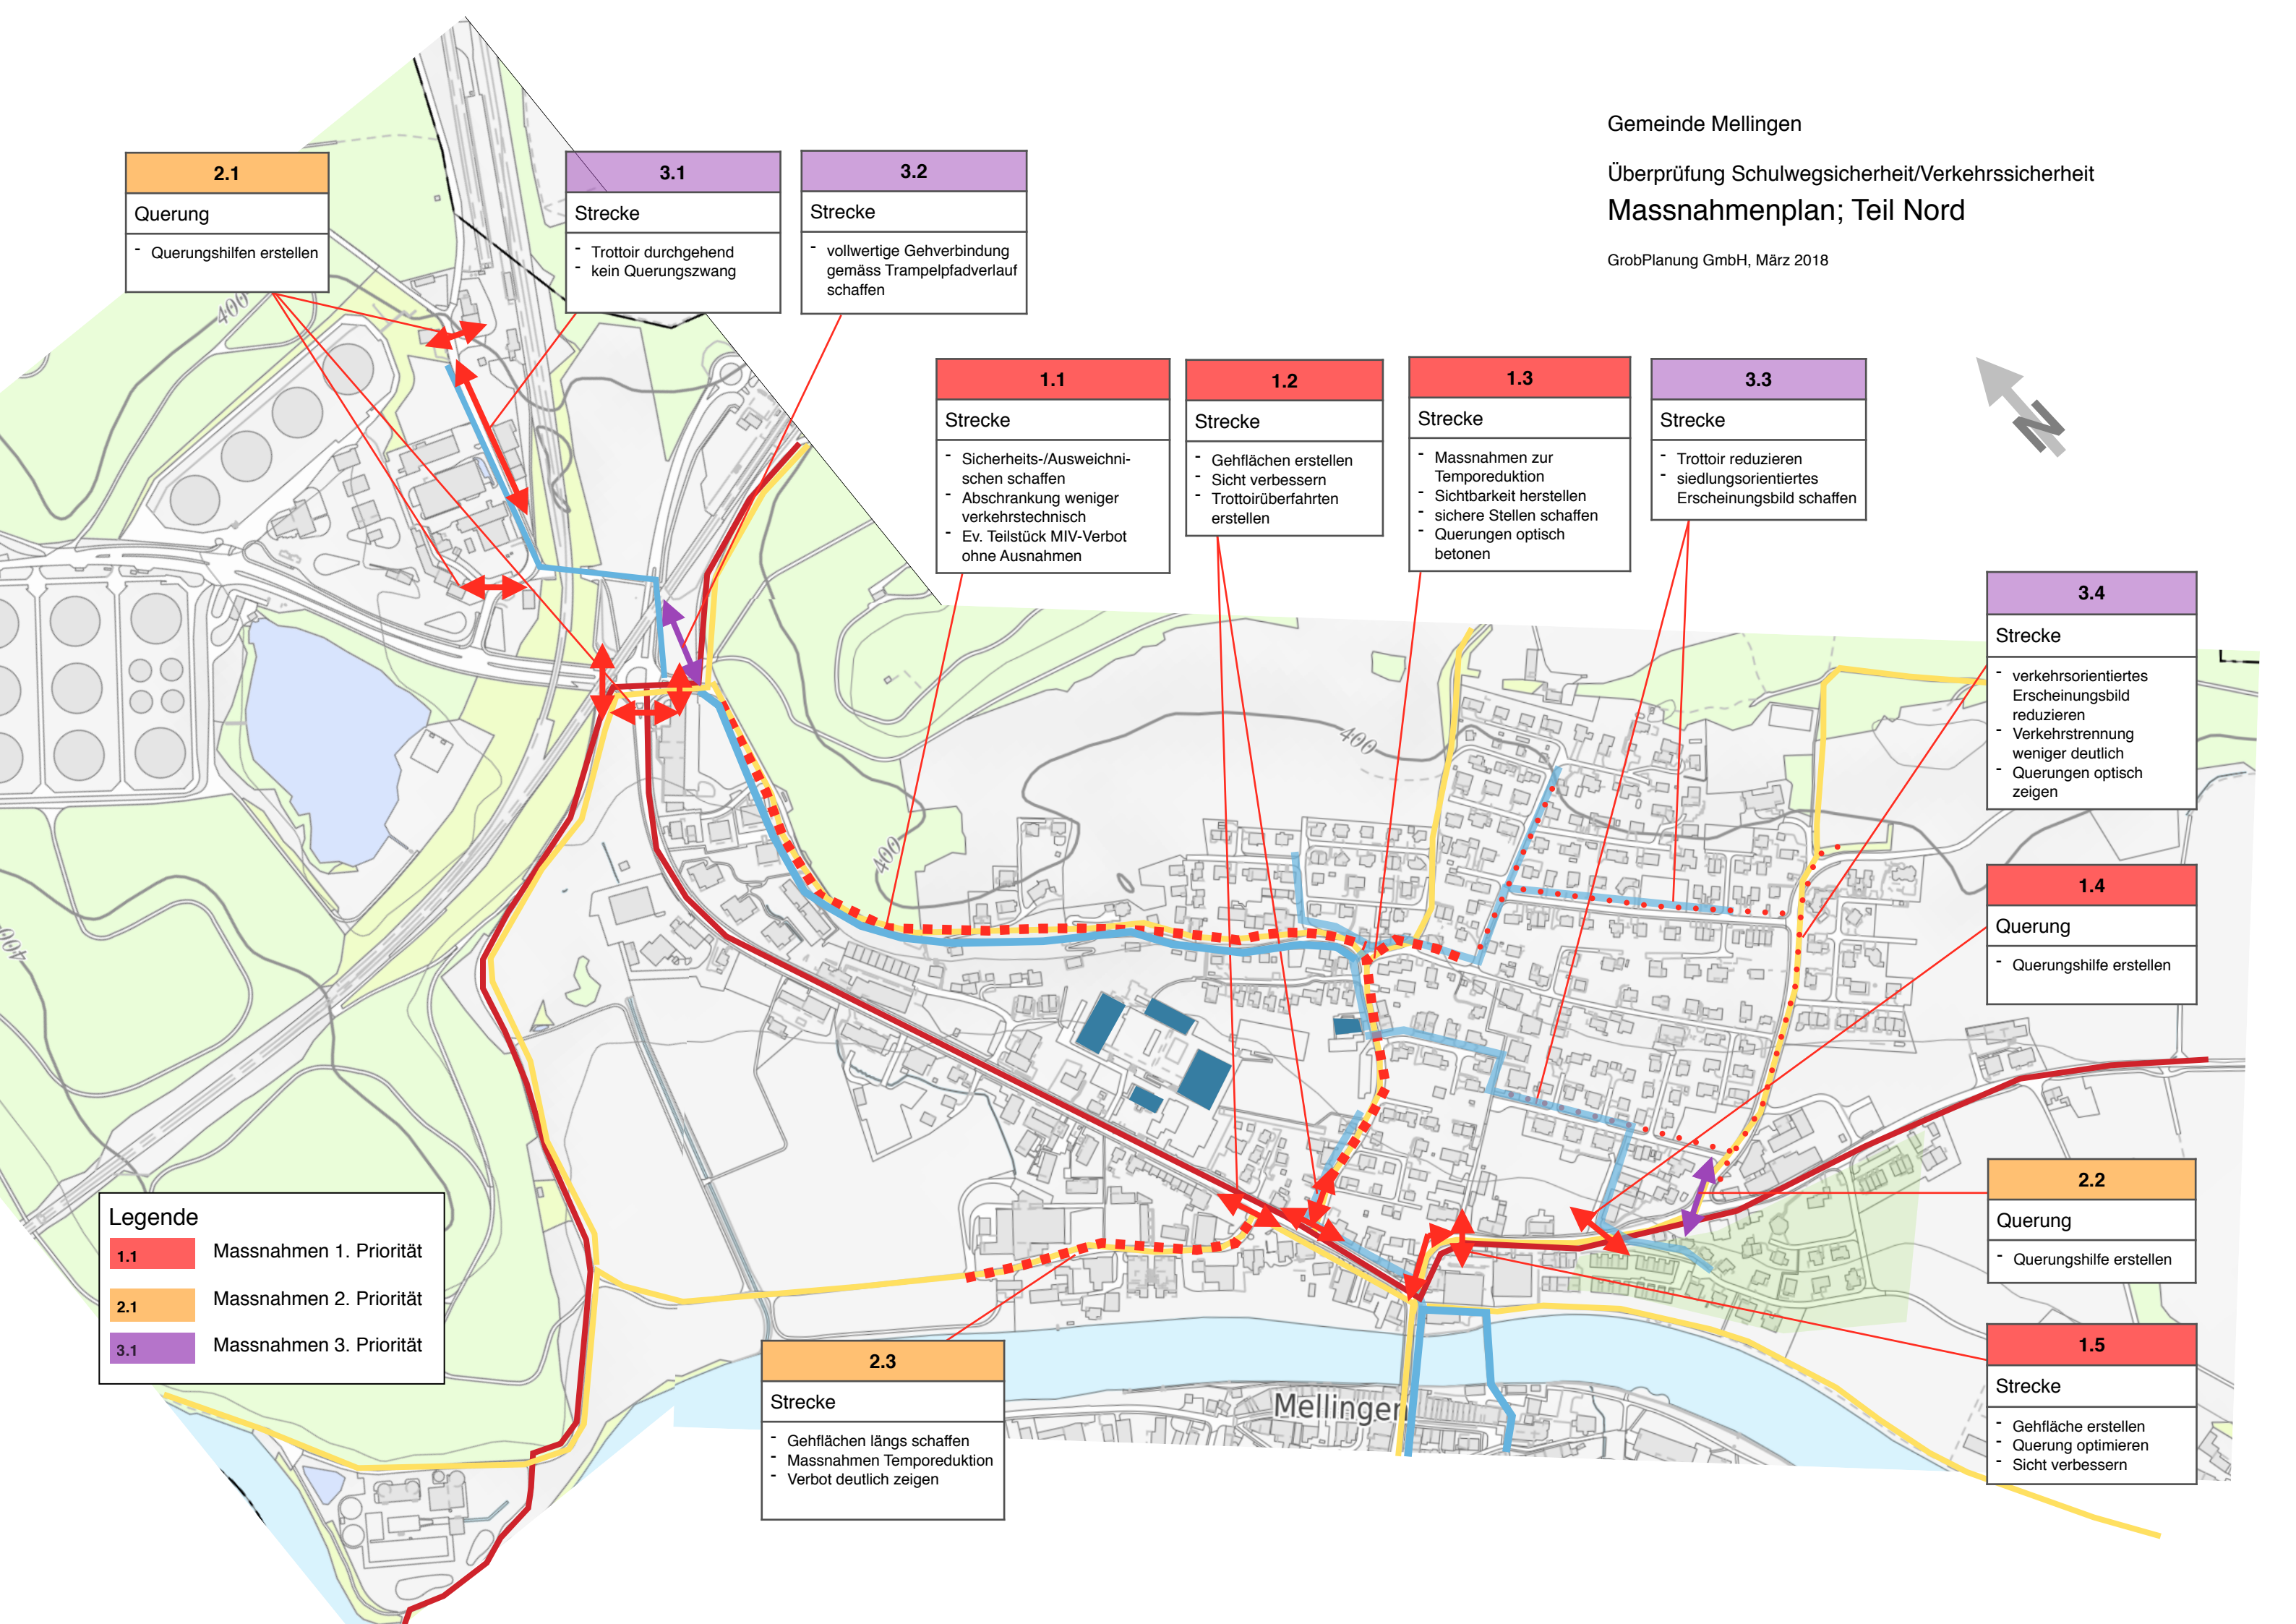 Gemeinde Mellingen
Überprüfung Schulwegsicherheit/Verkehrssicherheit
Massnahmenplan; Teil Nord
GrobPlanung GmbH, März 2018
2.1
Querung
- Querungshilfen erstellen
3.1
Strecke
- Trottoir durchgehend
- kein Querungszwang
3.2
Strecke
- vollwertige Gehverbindung
gemäss Trampelpfadverlauf
schaffen
1.1
Strecke
- Sicherheits-/Ausweichni-
schen schaffen
- Abschrankung weniger
verkehrstechnisch
- Ev. Teilstück MIV-Verbot
ohne Ausnahmen
1.2
Strecke
- Gehflächen erstellen
- Sicht verbessern
- Trottoirüberfahrten
erstellen
1.3
Strecke
- Massnahmen zur
Temporeduktion
- Sichtbarkeit herstellen
- sichere Stellen schaffen
- Querungen optisch
betonen
3.3
Strecke
- Trottoir reduzieren
- siedlungsorientiertes
Erscheinungsbild schaffen
N
3.4
Strecke
- verkehrsorientiertes
Erscheinungsbild
reduzieren
- Verkehrstrennung
weniger deutlich
- Querungen optisch
zeigen
1.4
Querung
- Querungshilfe erstellen
2.2
Querung
- Querungshilfe erstellen
1.5
Strecke
- Gehfläche erstellen
- Querung optimieren
- Sicht verbessern
2.3
Strecke
- Gehflächen längs schaffen
- Massnahmen Temporeduktion
- Verbot deutlich zeigen
400
400
400
400
Mellingen
Legende
1.1 Massnahmen 1. Priorität
2.1 Massnahmen 2. Priorität
3.1 Massnahmen 3. Priorität